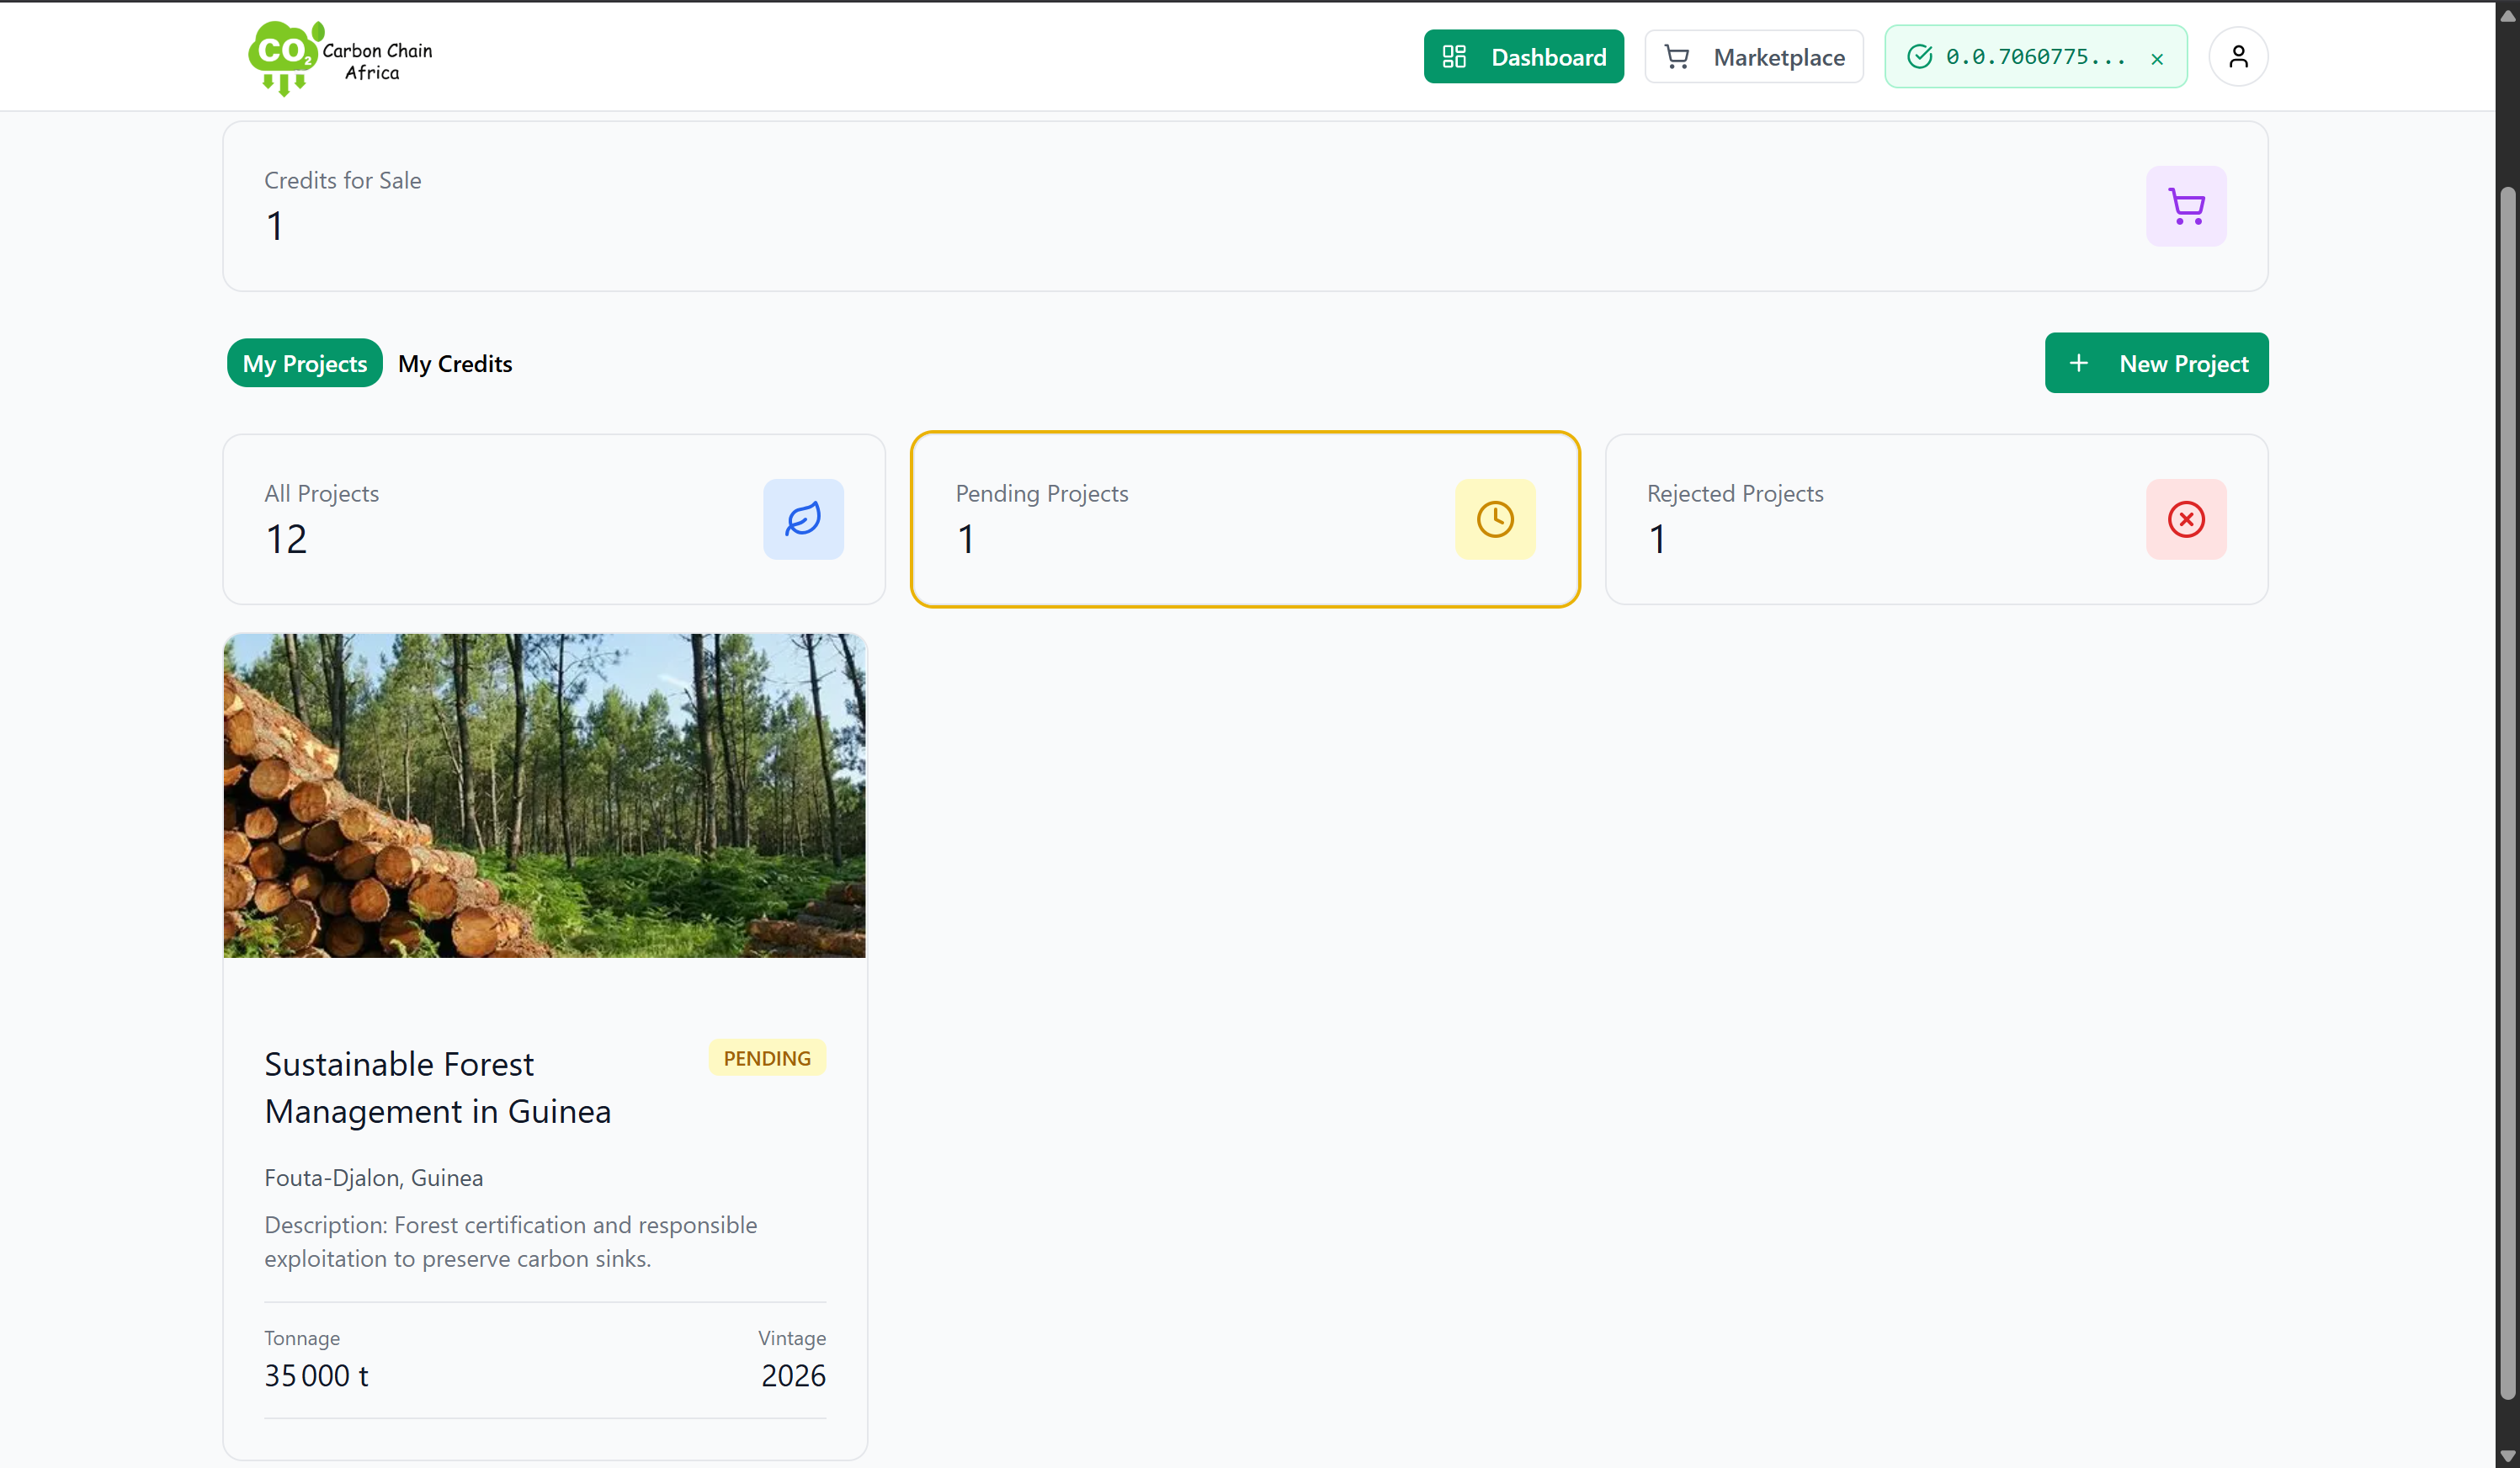 CO2
Carbon Chain
Africa
Dashboard
Marketplace
0.0.7060775...
Credits for Sale
1
My Projects
My Credits
New Project
All Projects
12
Pending Projects
1
Rejected Projects
1
Sustainable Forest
Management in Guinea
PENDING
Fouta-Djalon, Guinea
Description: Forest certification and responsible
exploitation to preserve carbon sinks.
Tonnage
35 000 t
Vintage
2026